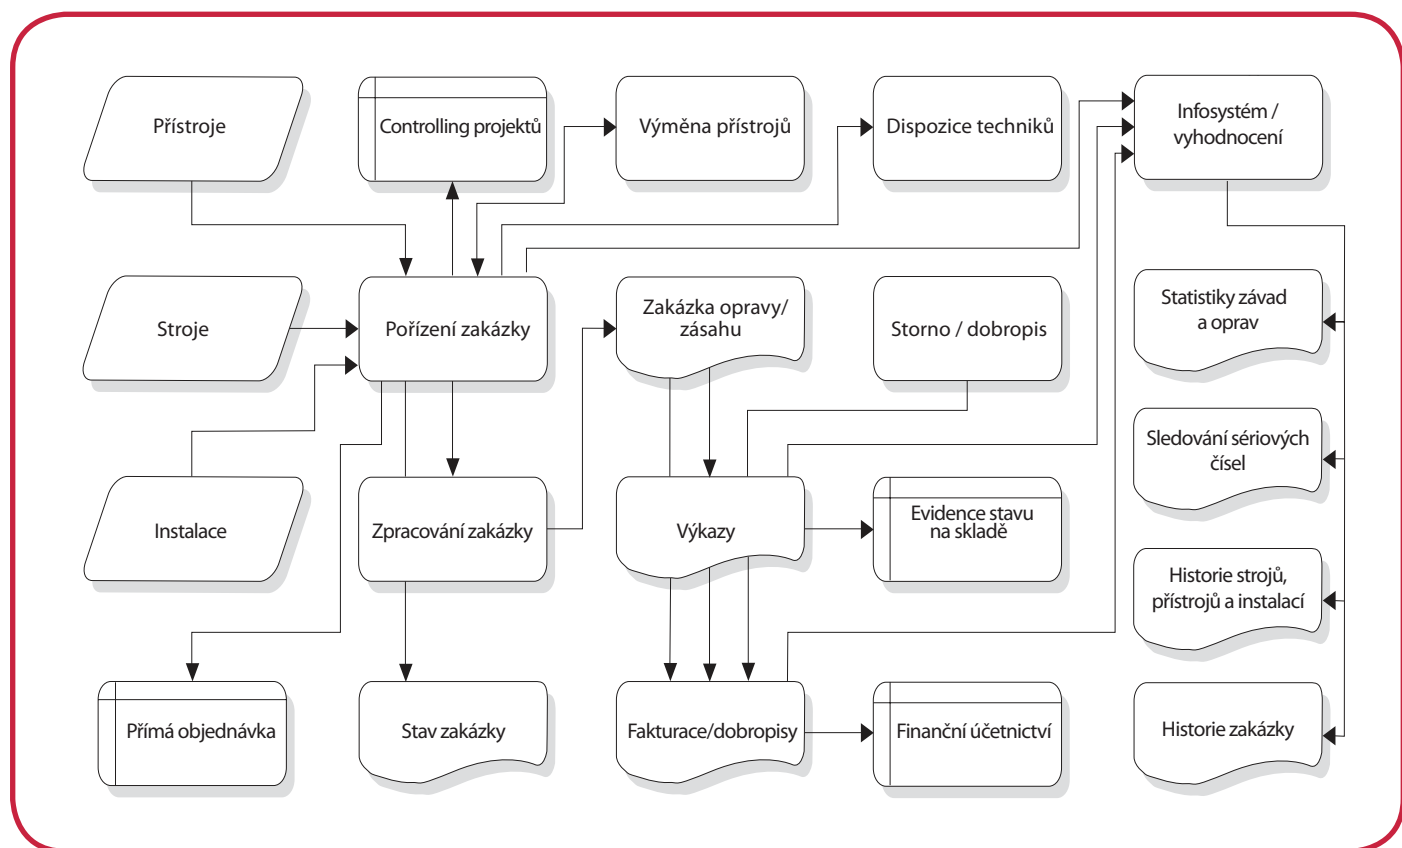 Přístroje
Controlling projektů
Výměna přístrojů
Dispozice techniků
Infosystém /
vyhodnocení
Stroje
Pořízení zakázky
Zakázka opravy/
zásahu
Storno / dobropis
Statistiky závad
a oprav
Sledování sériových
čísel
Instalace
Zpracování zakázky
Výkazy
Evidence stavu
na skladě
Historie strojů,
přístrojů a instalací
Přímá objednávka
Stav zakázky
Fakturace/dobropisy
Finanční účetnictví
Historie zakázky